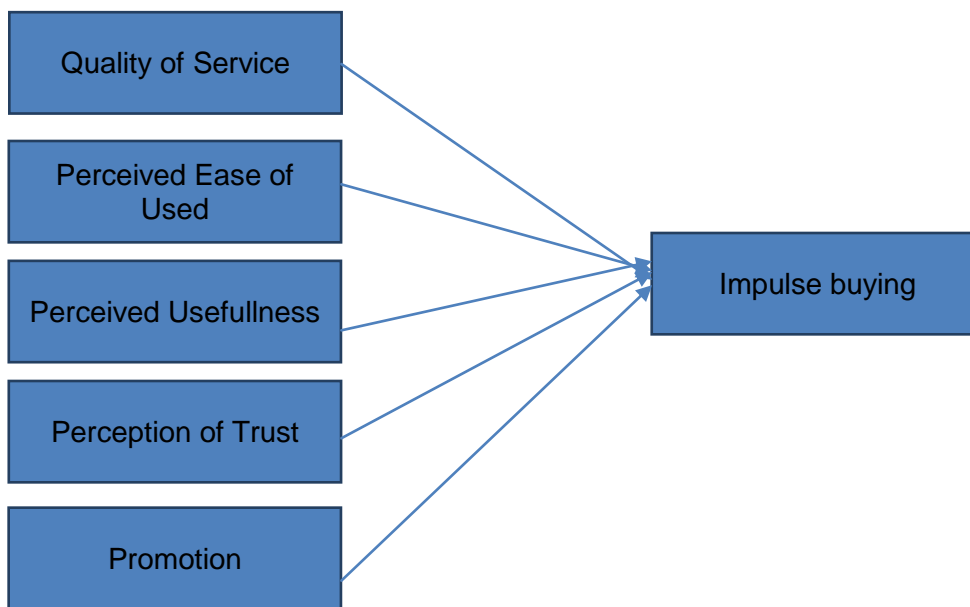 Quality of Service
Perceived Ease of
Used
Perceived Usefullness
Perception of Trust
Promotion
Impulse buying